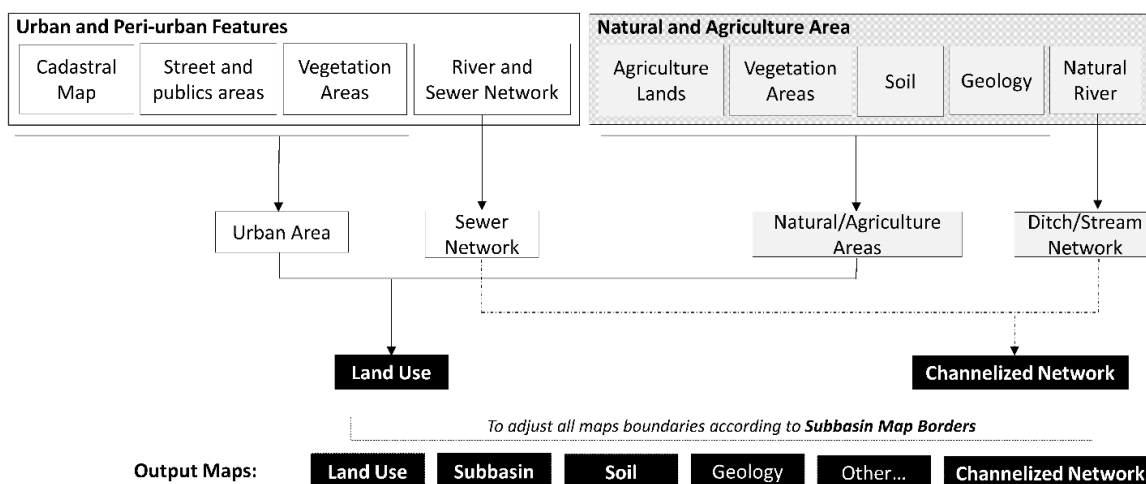 Urban and Peri-urban Features
Cadastral
Map
Street and
publics areas
Vegetation
Areas
River and
Sewer Network
Natural and Agriculture Area
Agriculture
Lands
Vegetation
Areas
Soil
Geology
Natural
River
Urban Area
Sewer
Network
Natural/Agriculture
Areas
Ditch/Stream
Network
Land Use
Channelized Network
To adjust all maps boundaries according to Subbasin Map Borders
Output Maps:
Land Use
Subbasin
Soil
Geology
Other...
Channelized Network